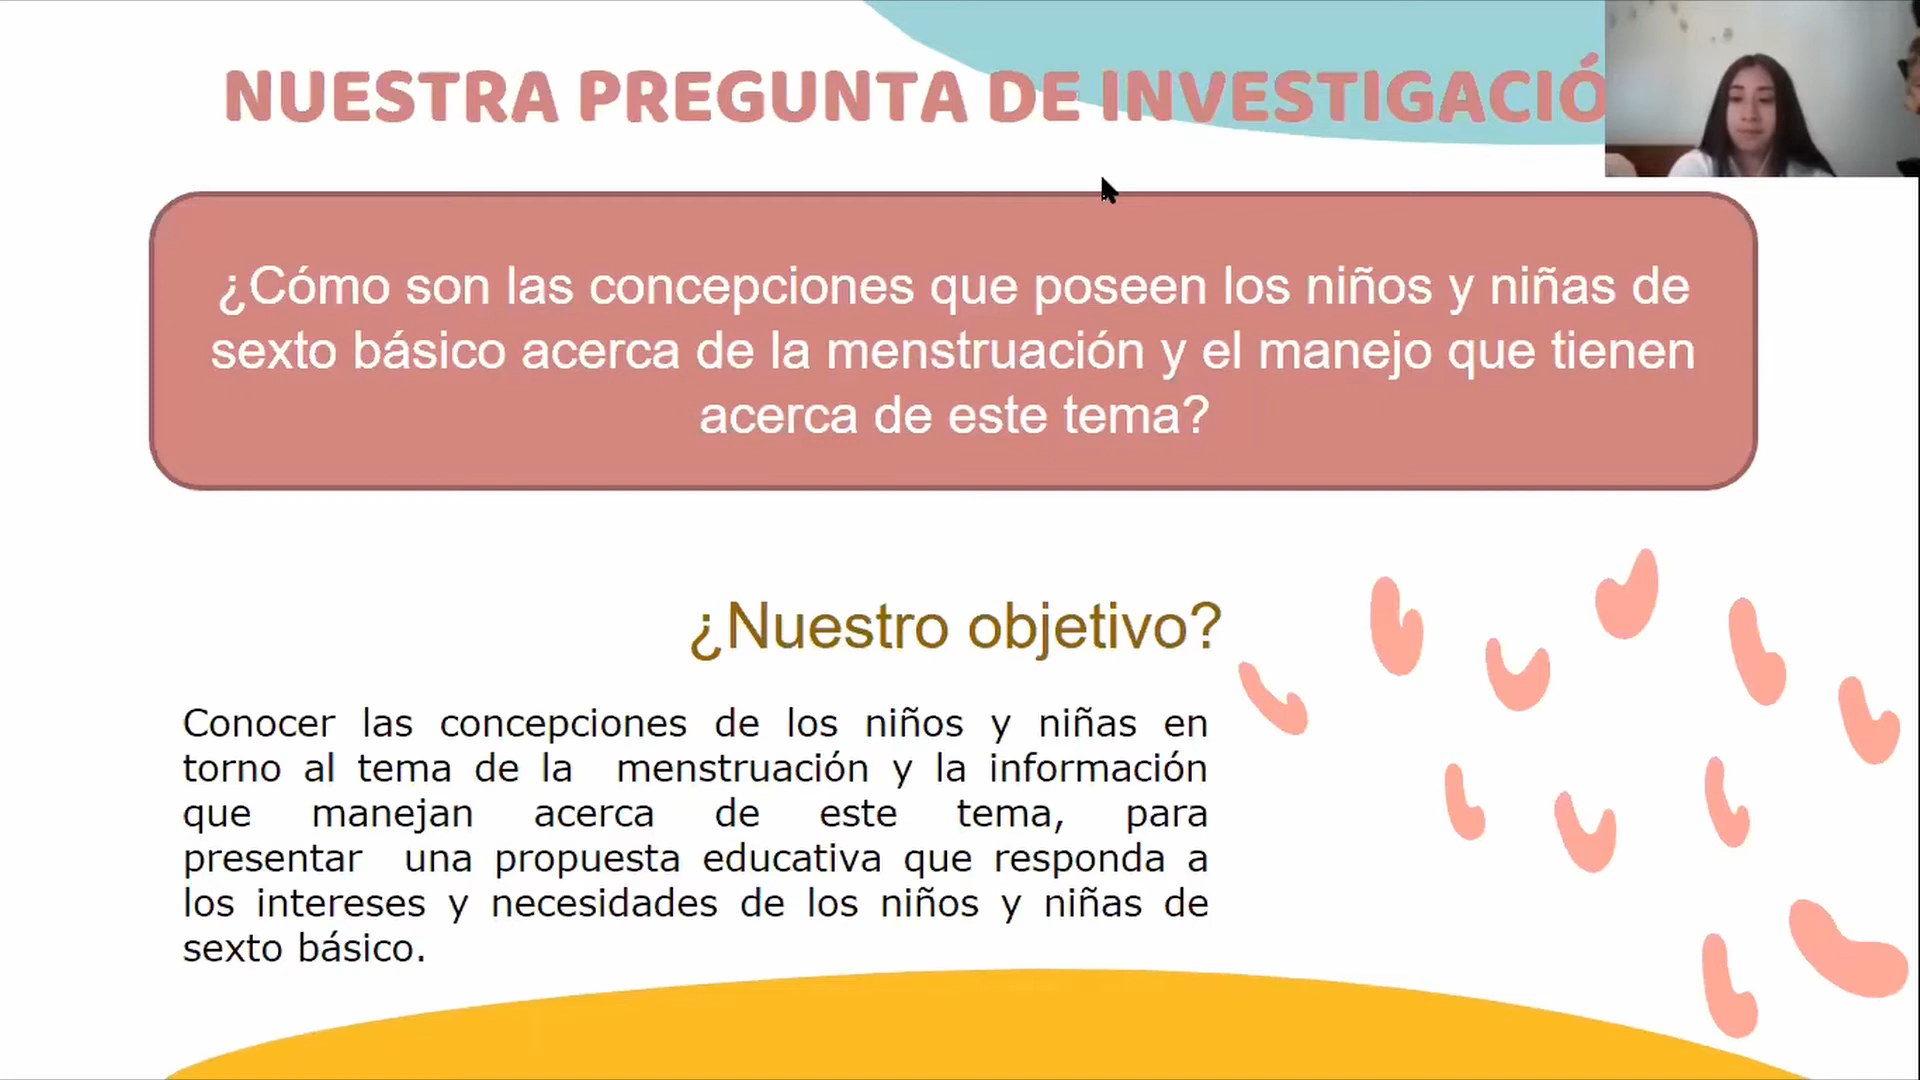 NUESTRA PREGUNTA DE INVESTIGACIÓ
¿Cómo son las concepciones que poseen los niños y niñas de
sexto básico acerca de la menstruación y el manejo que tienen
acerca de este tema?
¿Nuestro objetivo?
Conocer las concepciones de los niños y niñas en
torno al tema de la menstruación y la información
que manejan acerca de este tema, para
presentar una propuesta educativa que responda a
los intereses y necesidades de los niños y niñas de
sexto básico.